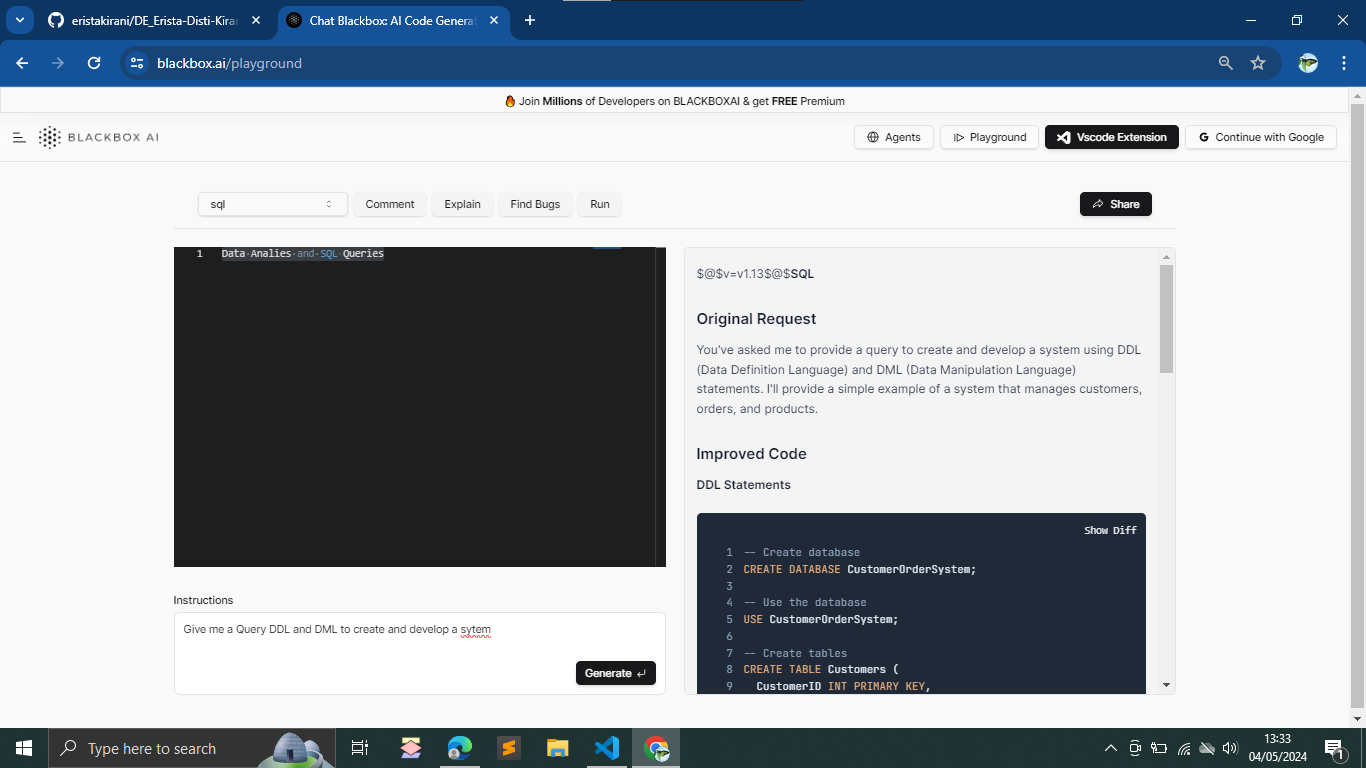 eristakirani/DE_Erista-Disti-Kiran
Chat Blackbox: AI Code Generat
blackbox.ai/playground
🔥 Join Millions of Developers on BLACKBOXAI & get FREE Premium
BLACKBOX AI
Agents
Playground
Vscode Extension
G Continue with Google
sql
Comment
Explain
Find Bugs
Run
Share
1 Data Analies and SQL Queries
Instructions
Give me a Query DDL and DML to create and develop a sytem
Generate ↵
$@$v=v1.13$@$SQL
Original Request
You've asked me to provide a query to create and develop a system using DDL
(Data Definition Language) and DML (Data Manipulation Language)
statements. I'll provide a simple example of a system that manages customers,
orders, and products.
Improved Code
DDL Statements
Show Diff
1 -- Create database
2 CREATE DATABASE CustomerOrderSystem;
3
4 -- Use the database
5 USE CustomerOrderSystem;
6
7 -- Create tables
8 CREATE TABLE Customers (
9 CustomerID INT PRIMARY KEY,
Type here to search
13:33
04/05/2024
1